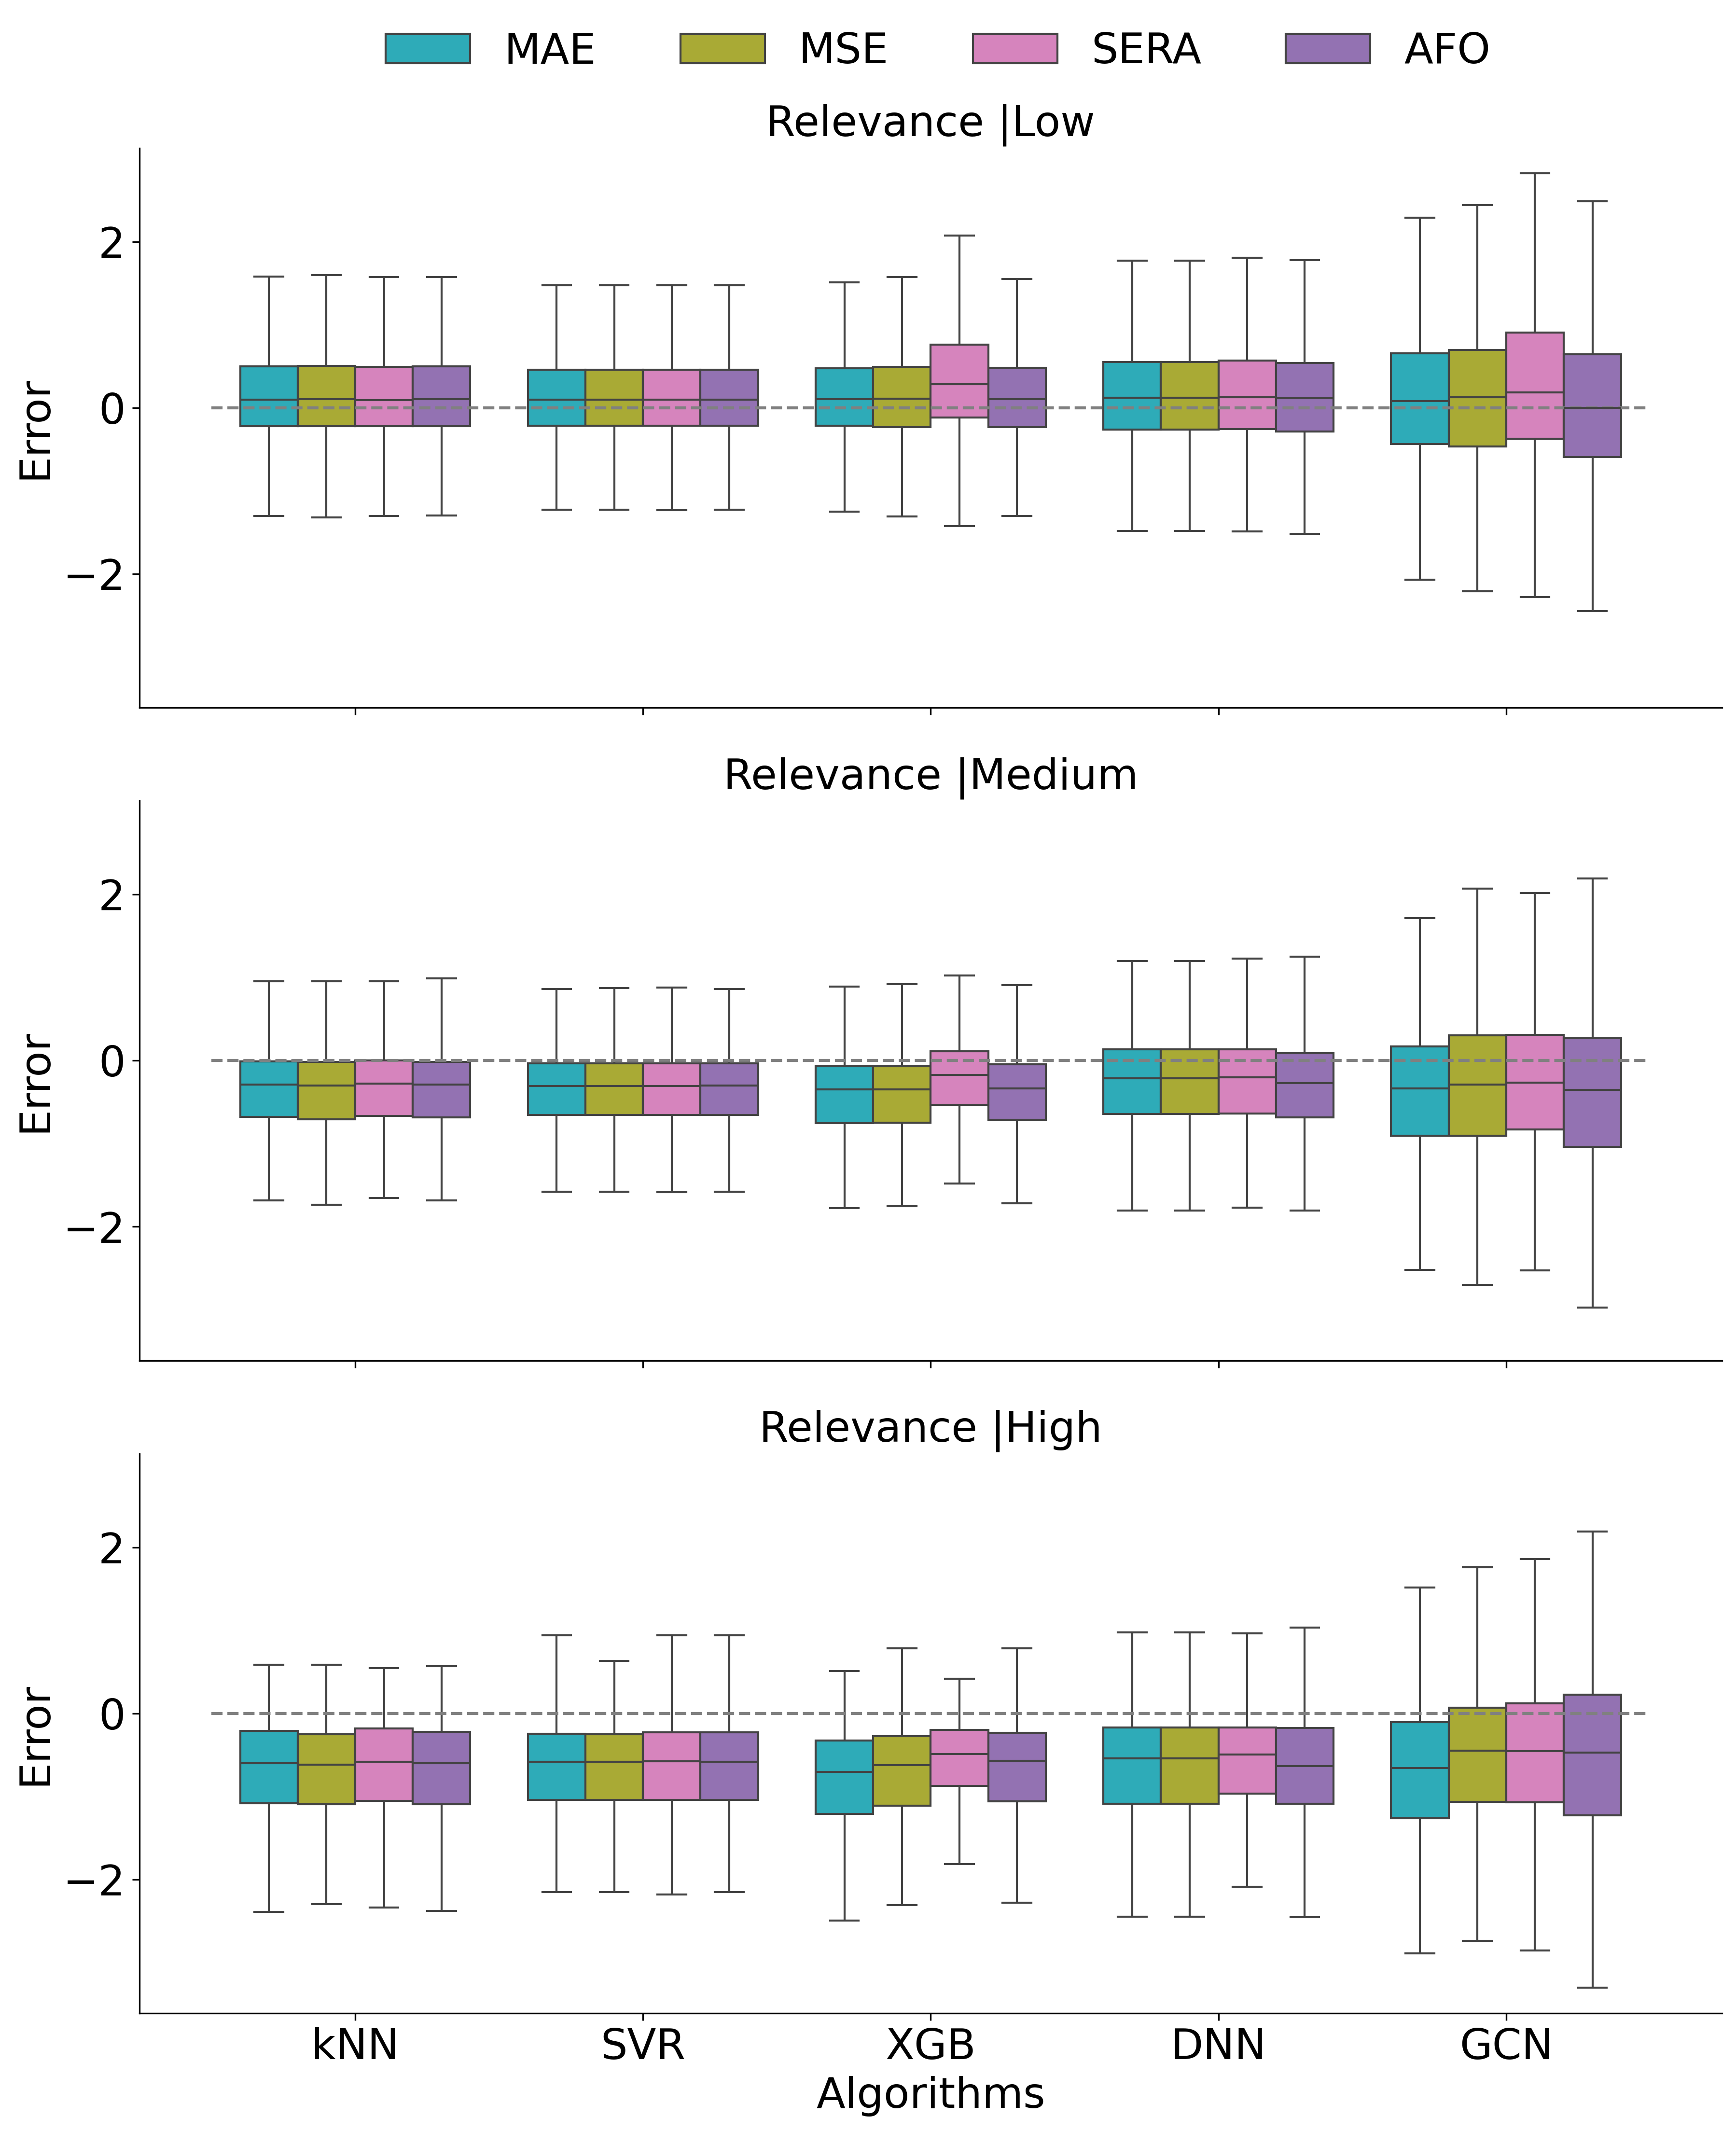 MAE MSE SERA AFO
Relevance |Low
2
0
−2
Error
Relevance |Medium
2
0
−2
Error
Relevance |High
2
0
−2
Error
kNN SVR XGB DNN GCN
Algorithms